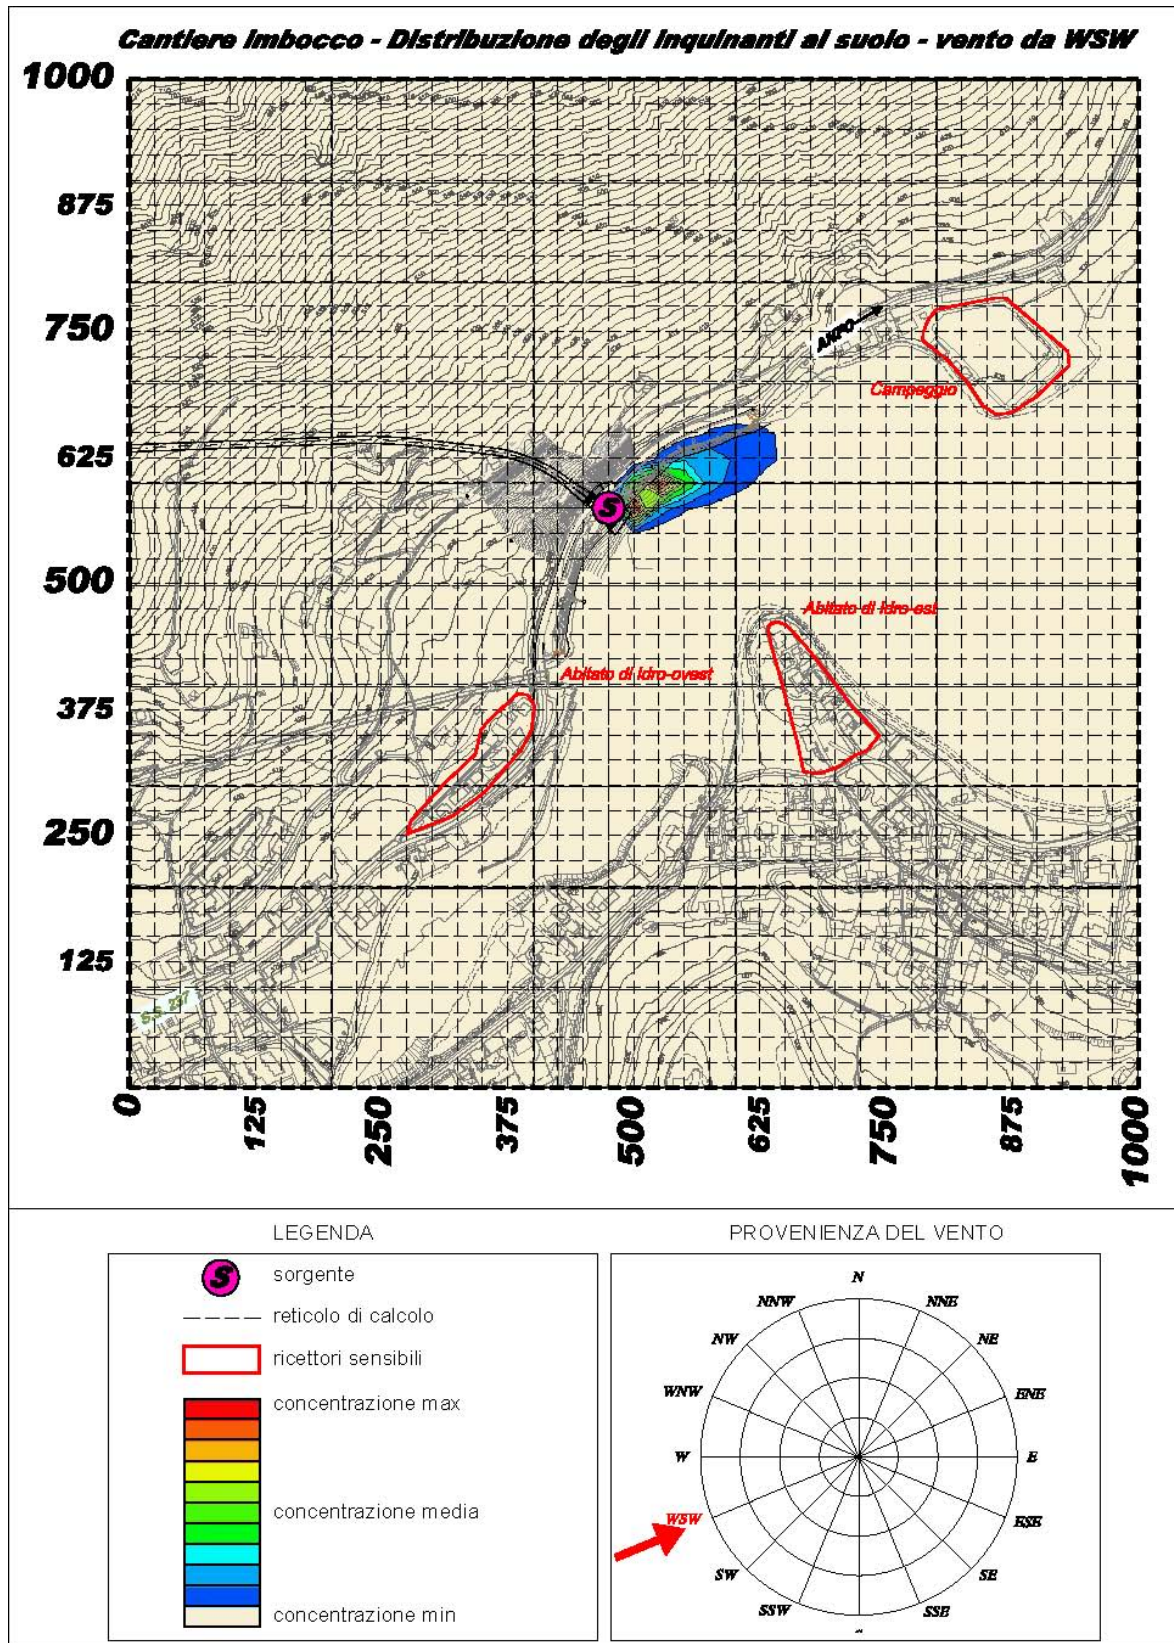 Cantiere imbocco - Distribuzione degli inquinanti al suolo - vento da WSW
1000
875
750
625
500
375
250
125
ANFO
Campeggio
S
Abitato di Idro-est
Abitato di Idro-ovest
S.S. 237
0
125
250
375
500
625
750
875
1000
LEGENDA
S
sorgente
reticolo di calcolo
ricettori sensibili
concentrazione max
concentrazione media
concentrazione min
PROVENIENZA DEL VENTO
N
NNW
NNE
NW
NE
WNW
ENE
W
E
WSW
ESE
SW
SE
SSW
SSE